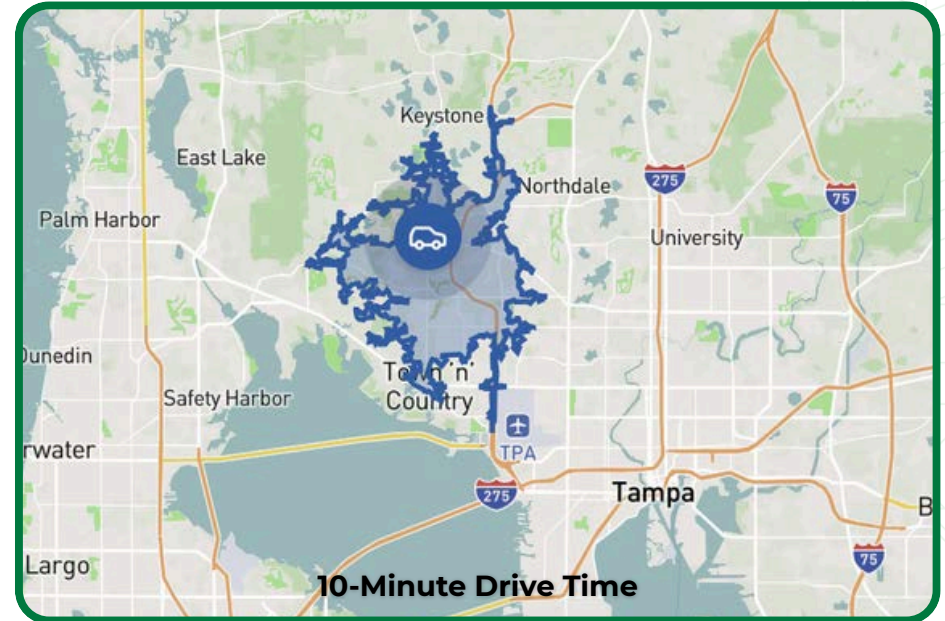 Keystone
East Lake
Northdale
275
75
Palm Harbor
University
Dunedin
Town 'n'
Country
Safety Harbor
TPA
rwater
275
Tampa
B
75
Largo
10-Minute Drive Time